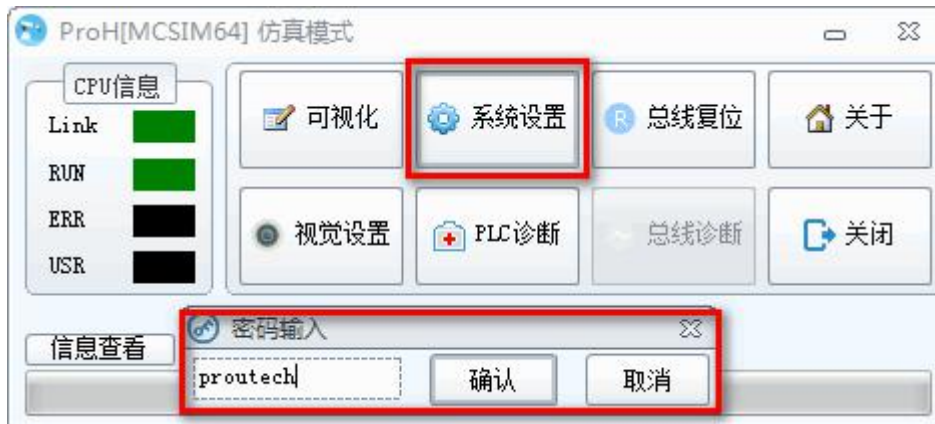 ProH[MCSIM64] 仿真模式
CPU信息
Link
RUN
ERR
USR
可视化
系统设置
R 总线复位
关于
视觉设置
PLC诊断
总线诊断
关闭
信息查看
密码输入
proutech
确认
取消